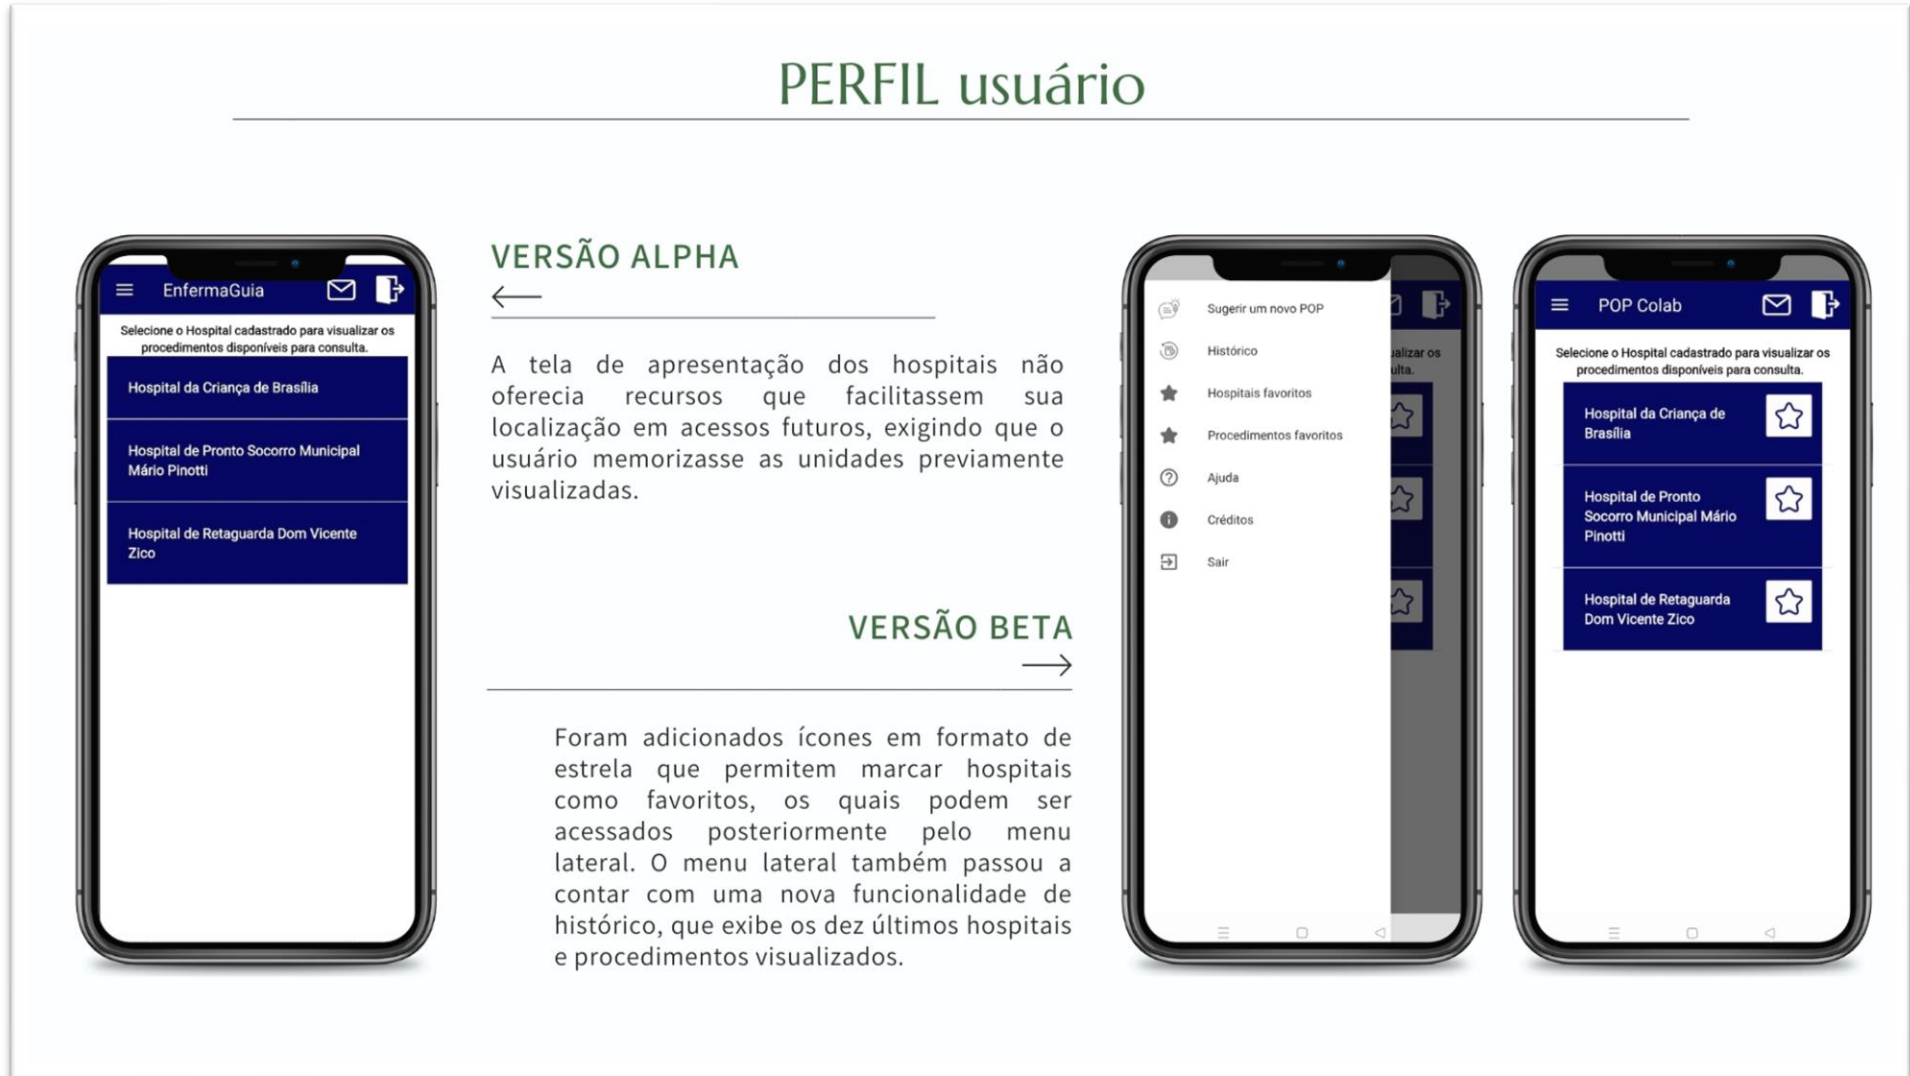 PERFIL usuário
EnfermaGuia
Selecione o Hospital cadastrado para visualizar os
procedimentos disponíveis para consulta.
Hospital da Criança de Brasília
Hospital de Pronto Socorro Municipal
Mário Pinotti
Hospital de Retaguarda Dom Vicente
Zico
VERSÃO ALPHA
A tela de apresentação dos hospitais não
oferecia recursos que facilitassem sua
localização em acessos futuros, exigindo que o
usuário memorizasse as unidades previamente
visualizadas.
VERSÃO BETA
Foram adicionados ícones em formato de
estrela que permitem marcar hospitais
como favoritos, os quais podem ser
acessados posteriormente pelo menu
lateral. O menu lateral também passou a
contar com uma nova funcionalidade de
histórico, que exibe os dez últimos hospitais
e procedimentos visualizados.
Sugerir um novo POP
Histórico
Hospitais favoritos
Procedimentos favoritos
Ajuda
Créditos
Sair
POP Colab
Selecione o Hospital cadastrado para visualizar os
procedimentos disponíveis para consulta.
Hospital da Criança de
Brasília
Hospital de Pronto
Socorro Municipal Mário
Pinotti
Hospital de Retaguarda
Dom Vicente Zico